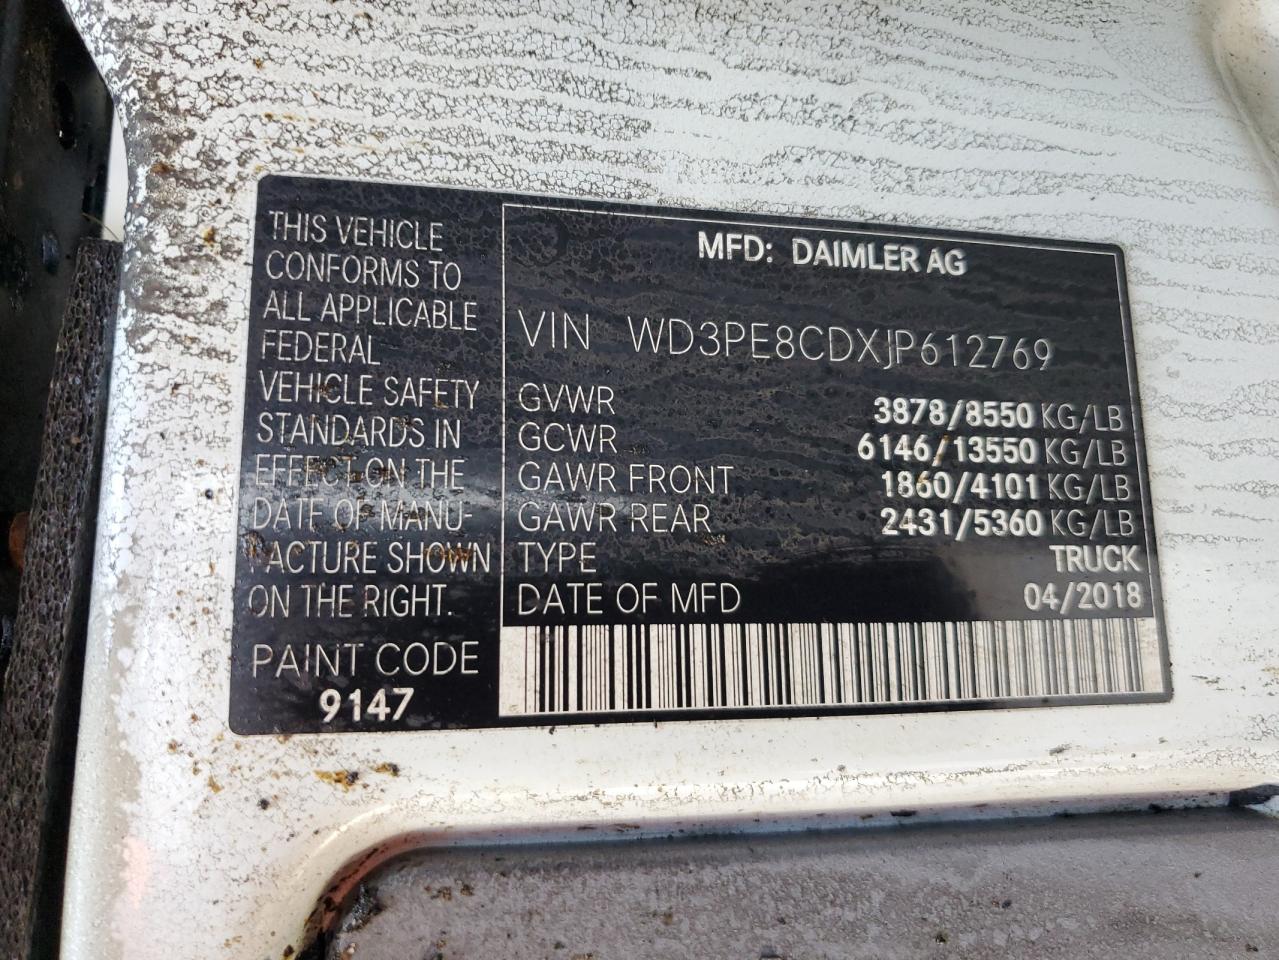 THIS VEHICLE
CONFORMS TO
ALL APPLICABLE
FEDERAL
VEHICLE SAFETY
STANDARDS IN
EFFECT ON THE
DATE OF MANU-
FACTURE SHOWN
ON THE RIGHT.
PAINT CODE
9147
MFD: DAIMLER AG
VIN WD3PE8CDXJP612769
GVWR 3878/8550 KG/LB
GCWR 6146/13550 KG/LB
GAWR FRONT 1860/4101 KG/LB
GAWR REAR 2431/5360 KG/LB
TYPE TRUCK
DATE OF MFD 04/2018